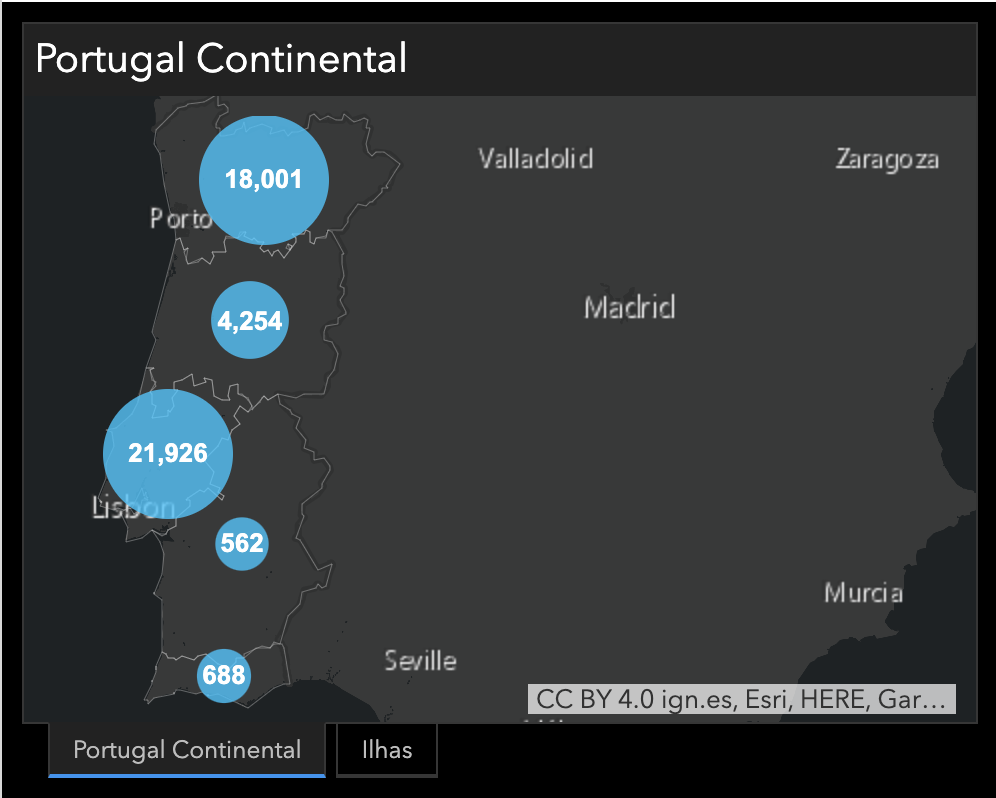 Portugal Continental
18,001
Valladolid
Zaragoza
Porto
Madrid
4,254
21,926
Lisbon
562
Murcia
Seville
688
CC BY 4.0 ign.es, Esri, HERE, Gar…
Portugal Continental
Ilhas